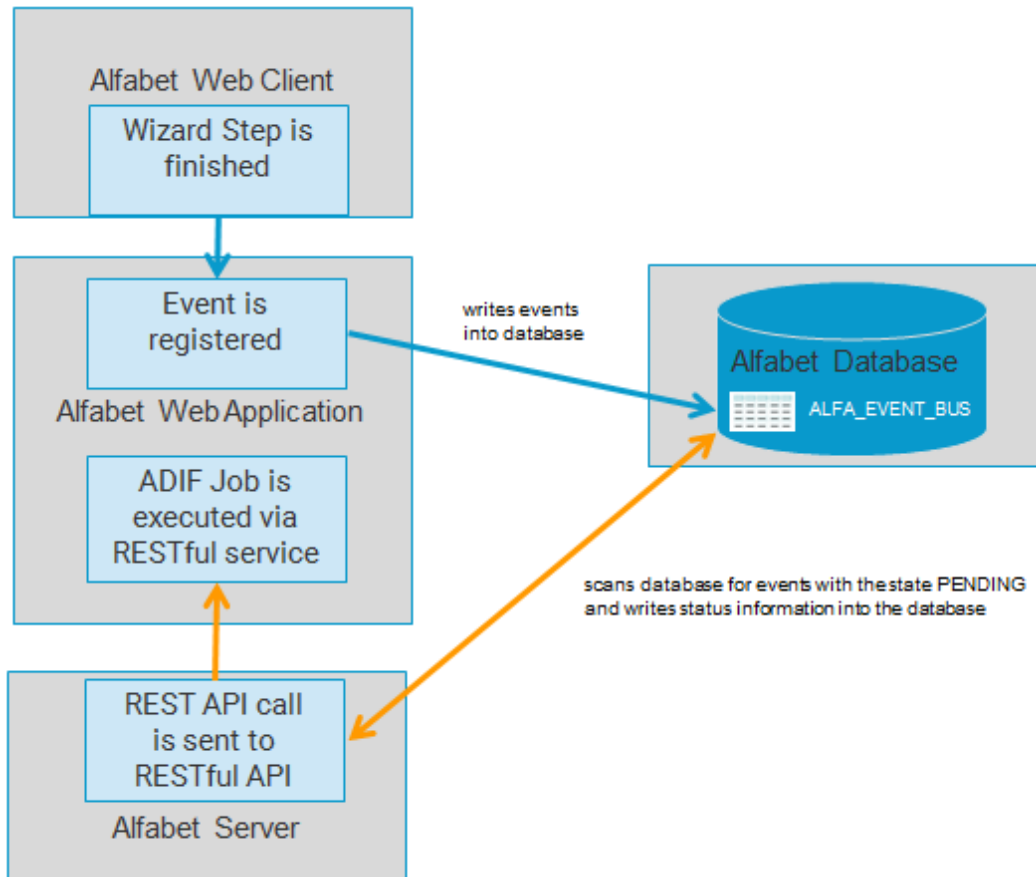 Alfabet Web Client
Wizard Step is
finished
Event is
registered
Alfabet Web Application
ADIF Job is
executed via
RESTful service
REST API call
is sent to
RESTful API
Alfabet Server
writes events
into database
Alfabet Database
ALFA_EVENT_BUS
scans database for events with the state PENDING
and writes status information into the database